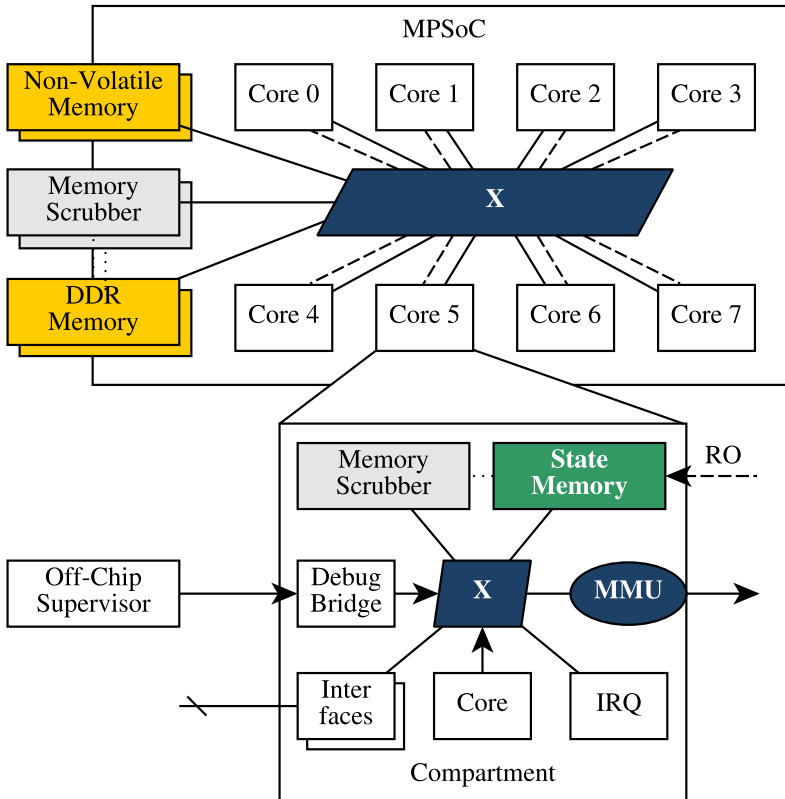 MPSoC
Non-Volatile
Memory
Core 0
Core 1
Core 2
Core 3
Memory
Scrubber
X
DDR
Memory
Core 4
Core 5
Core 6
Core 7
Memory
Scrubber
State
Memory
RO
Off-Chip
Supervisor
Debug
Bridge
X
MMU
Inter
faces
Core
IRQ
Compartment